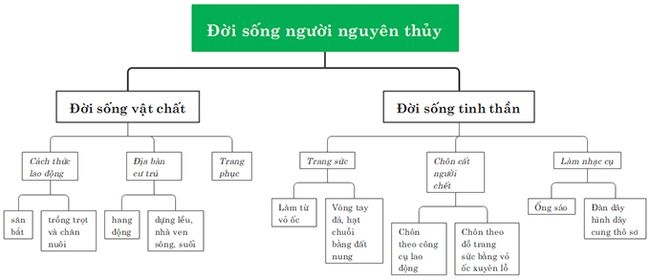 Đời sống người nguyên thủy
Đời sống vật chất
Đời sống tinh thần
Cách thức
lao động
Địa bàn
cư trú
Trang
phục
Trang sức
Chôn cất
người
chết
Làm nhạc cụ
săn
bắt
trồng trọt
và chăn
nuôi
hang
động
dựng lều,
nhà ven
sông, suối
Làm từ
vỏ ốc
Vòng tay
đá, hạt
chuỗi
bằng đất
nung
Chôn
theo công
cụ lao
động
Chôn theo
đồ trang
sức bằng vỏ
ốc xuyên lỗ
Ống sáo
Đàn dây
hình dây
cung thô sơ